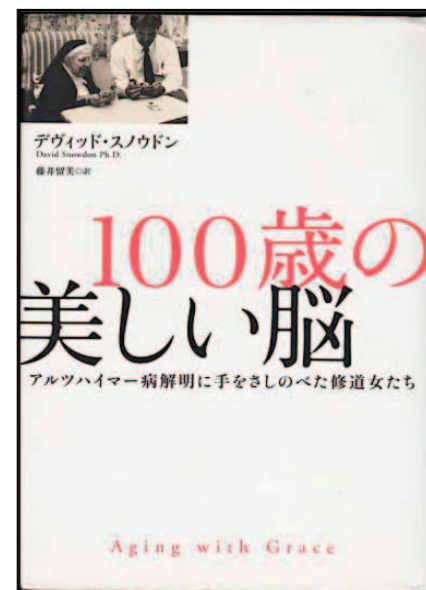 デヴィッド・スノウドン
David Snowdon Ph.D.
藤井留美◎訳
100歳の
美しい脳
アルツハイマー病解明に手をさしのべた修道女たち
Aging with Grace